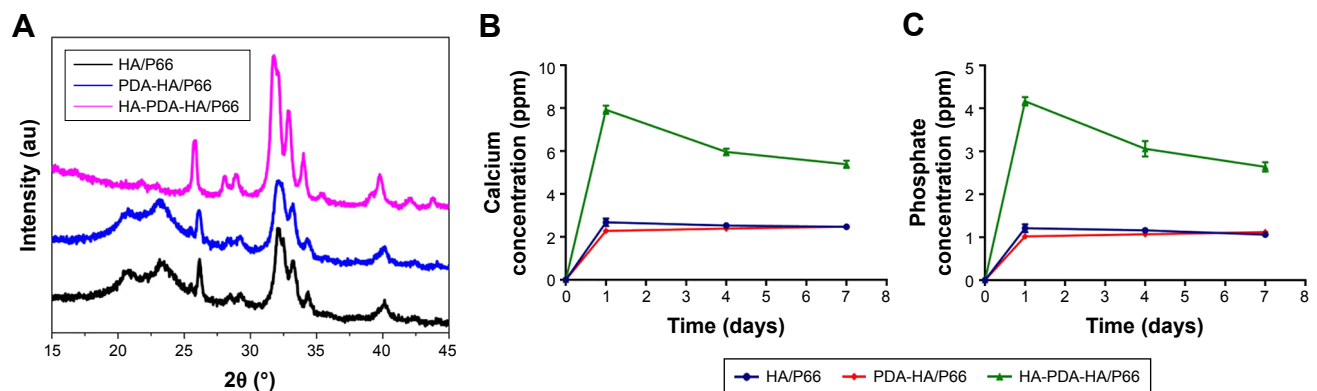 A
HA/P66
PDA-HA/P66
HA-PDA-HA/P66
Intensity (au)
15 20 25 30 35 40 45
2θ (°)
B
Calcium
concentration (ppm)
10
8
6
4
2
0
0 1 2 3 4 5 6 7 8
Time (days)
C
Phosphate
concentration (ppm)
5
4
3
2
1
0
0 1 2 3 4 5 6 7 8
Time (days)
HA/P66 PDA-HA/P66 HA-PDA-HA/P66